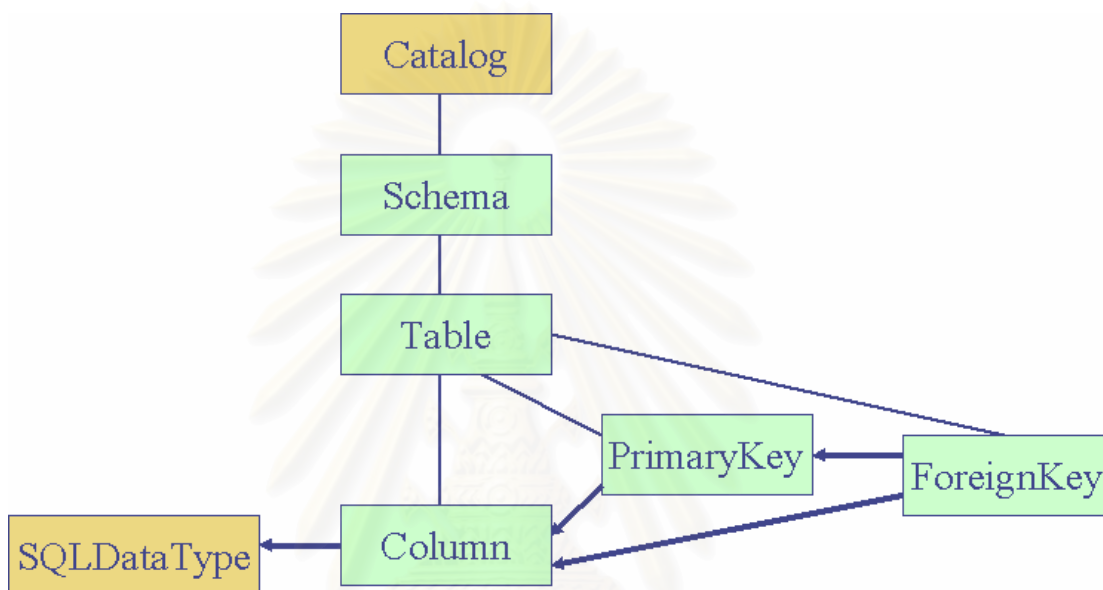 Catalog
Schema
Table
PrimaryKey
ForeignKey
Column
SQLDataType